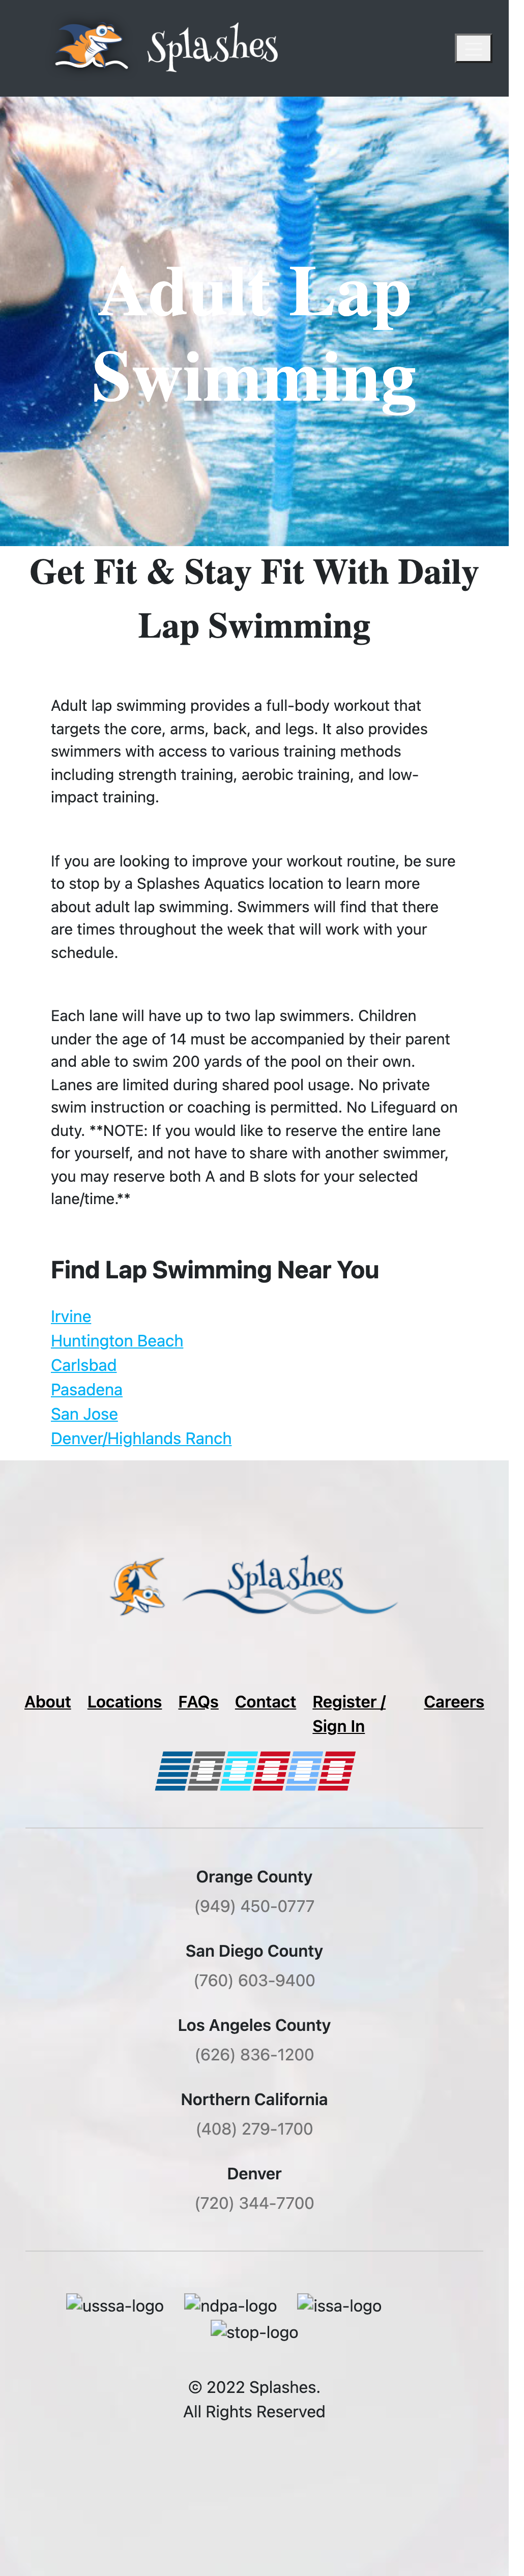 Splashes
Adult Lap
Swimming
Get Fit & Stay Fit With Daily
Lap Swimming
Adult lap swimming provides a full-body workout that
targets the core, arms, back, and legs. It also provides
swimmers with access to various training methods
including strength training, aerobic training, and low-
impact training.
If you are looking to improve your workout routine, be sure
to stop by a Splashes Aquatics location to learn more
about adult lap swimming. Swimmers will find that there
are times throughout the week that will work with your
schedule.
Each lane will have up to two lap swimmers. Children
under the age of 14 must be accompanied by their parent
and able to swim 200 yards of the pool on their own.
Lanes are limited during shared pool usage. No private
swim instruction or coaching is permitted. No Lifeguard on
duty. **NOTE: If you would like to reserve the entire lane
for yourself, and not have to share with another swimmer,
you may reserve both A and B slots for your selected
lane/time.**
Find Lap Swimming Near You
Irvine
Huntington Beach
Carlsbad
Pasadena
San Jose
Denver/Highlands Ranch
Splashes
About Locations FAQs Contact Register / Careers
Sign In
Orange County
(949) 450-0777
San Diego County
(760) 603-9400
Los Angeles County
(626) 836-1200
Northern California
(408) 279-1700
Denver
(720) 344-7700
usssa-logo ndpa-logo issa-logo
stop-logo
© 2022 Splashes.
All Rights Reserved